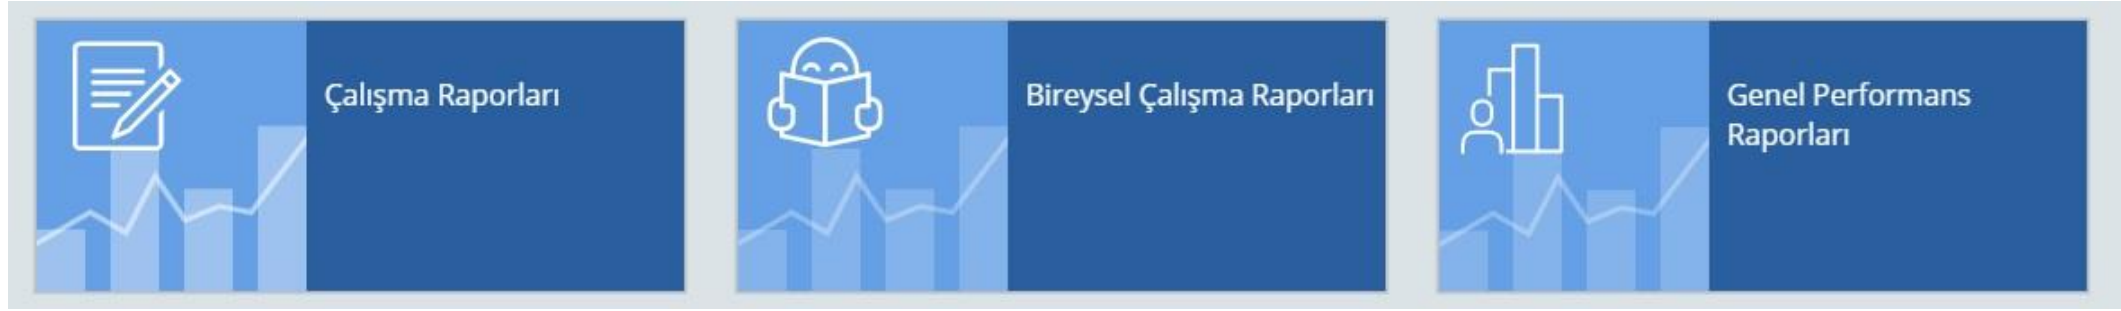 Çalışma Raporları
Bireysel Çalışma Raporları
Genel Performans
Raporları